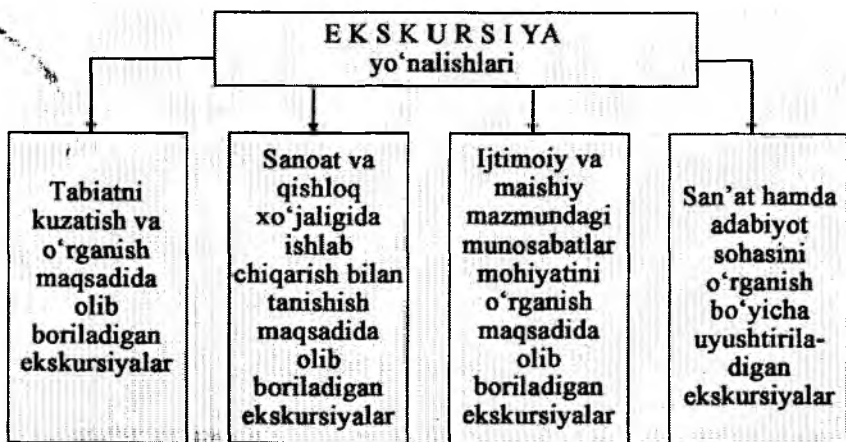 E K S K U R S I YA
yo‘nalishlari
Tabiatni
kuzatish va
o‘rganish
maqsadida
olib
boriladigan
ekskursiyalar
Sanoat va
qishloq
xo‘jaligida
ishlab
chiqarish bilan
tanishish
maqsadida
olib
boriladigan
ekskursiyalar
Ijtimoiy va
maishiy
mazmundagi
munosabatlar
mohiyatini
o‘rganish
maqsadida
olib
boriladigan
ekskursiyalar
San’at hamda
adabiyot
sohasini
o‘rganish
bo‘yicha
uyushtirila-
digan
ekskursiyalar